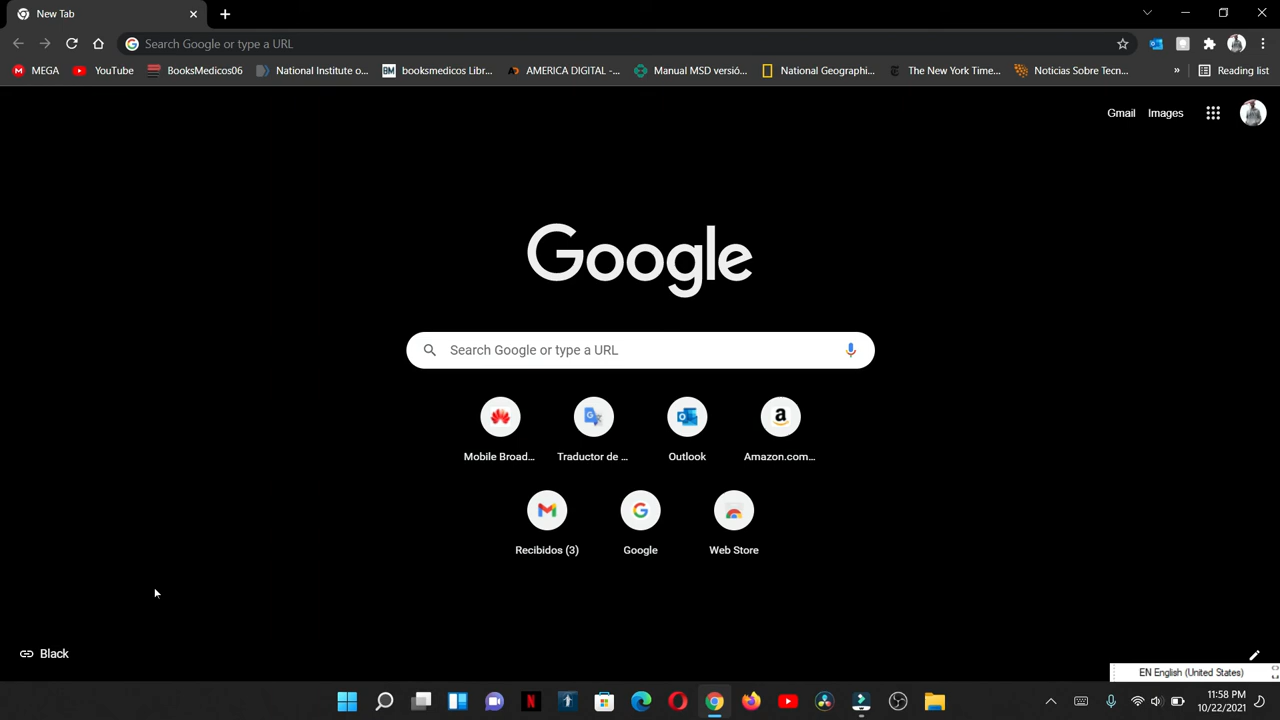 New Tab
Search Google or type a URL
MEGA YouTube BooksMedicos06 National Institute o... booksmedicos Libr... AMERICA DIGITAL -... Manual MSD versió... National Geographi... The New York Time... Noticias Sobre Tecn... » Reading list
Gmail Images
Google
Search Google or type a URL
Mobile Broad... Traductor de ... Outlook Amazon.com...
Recibidos (3) Google Web Store
Black
EN English (United States)
11:58 PM
10/22/2021